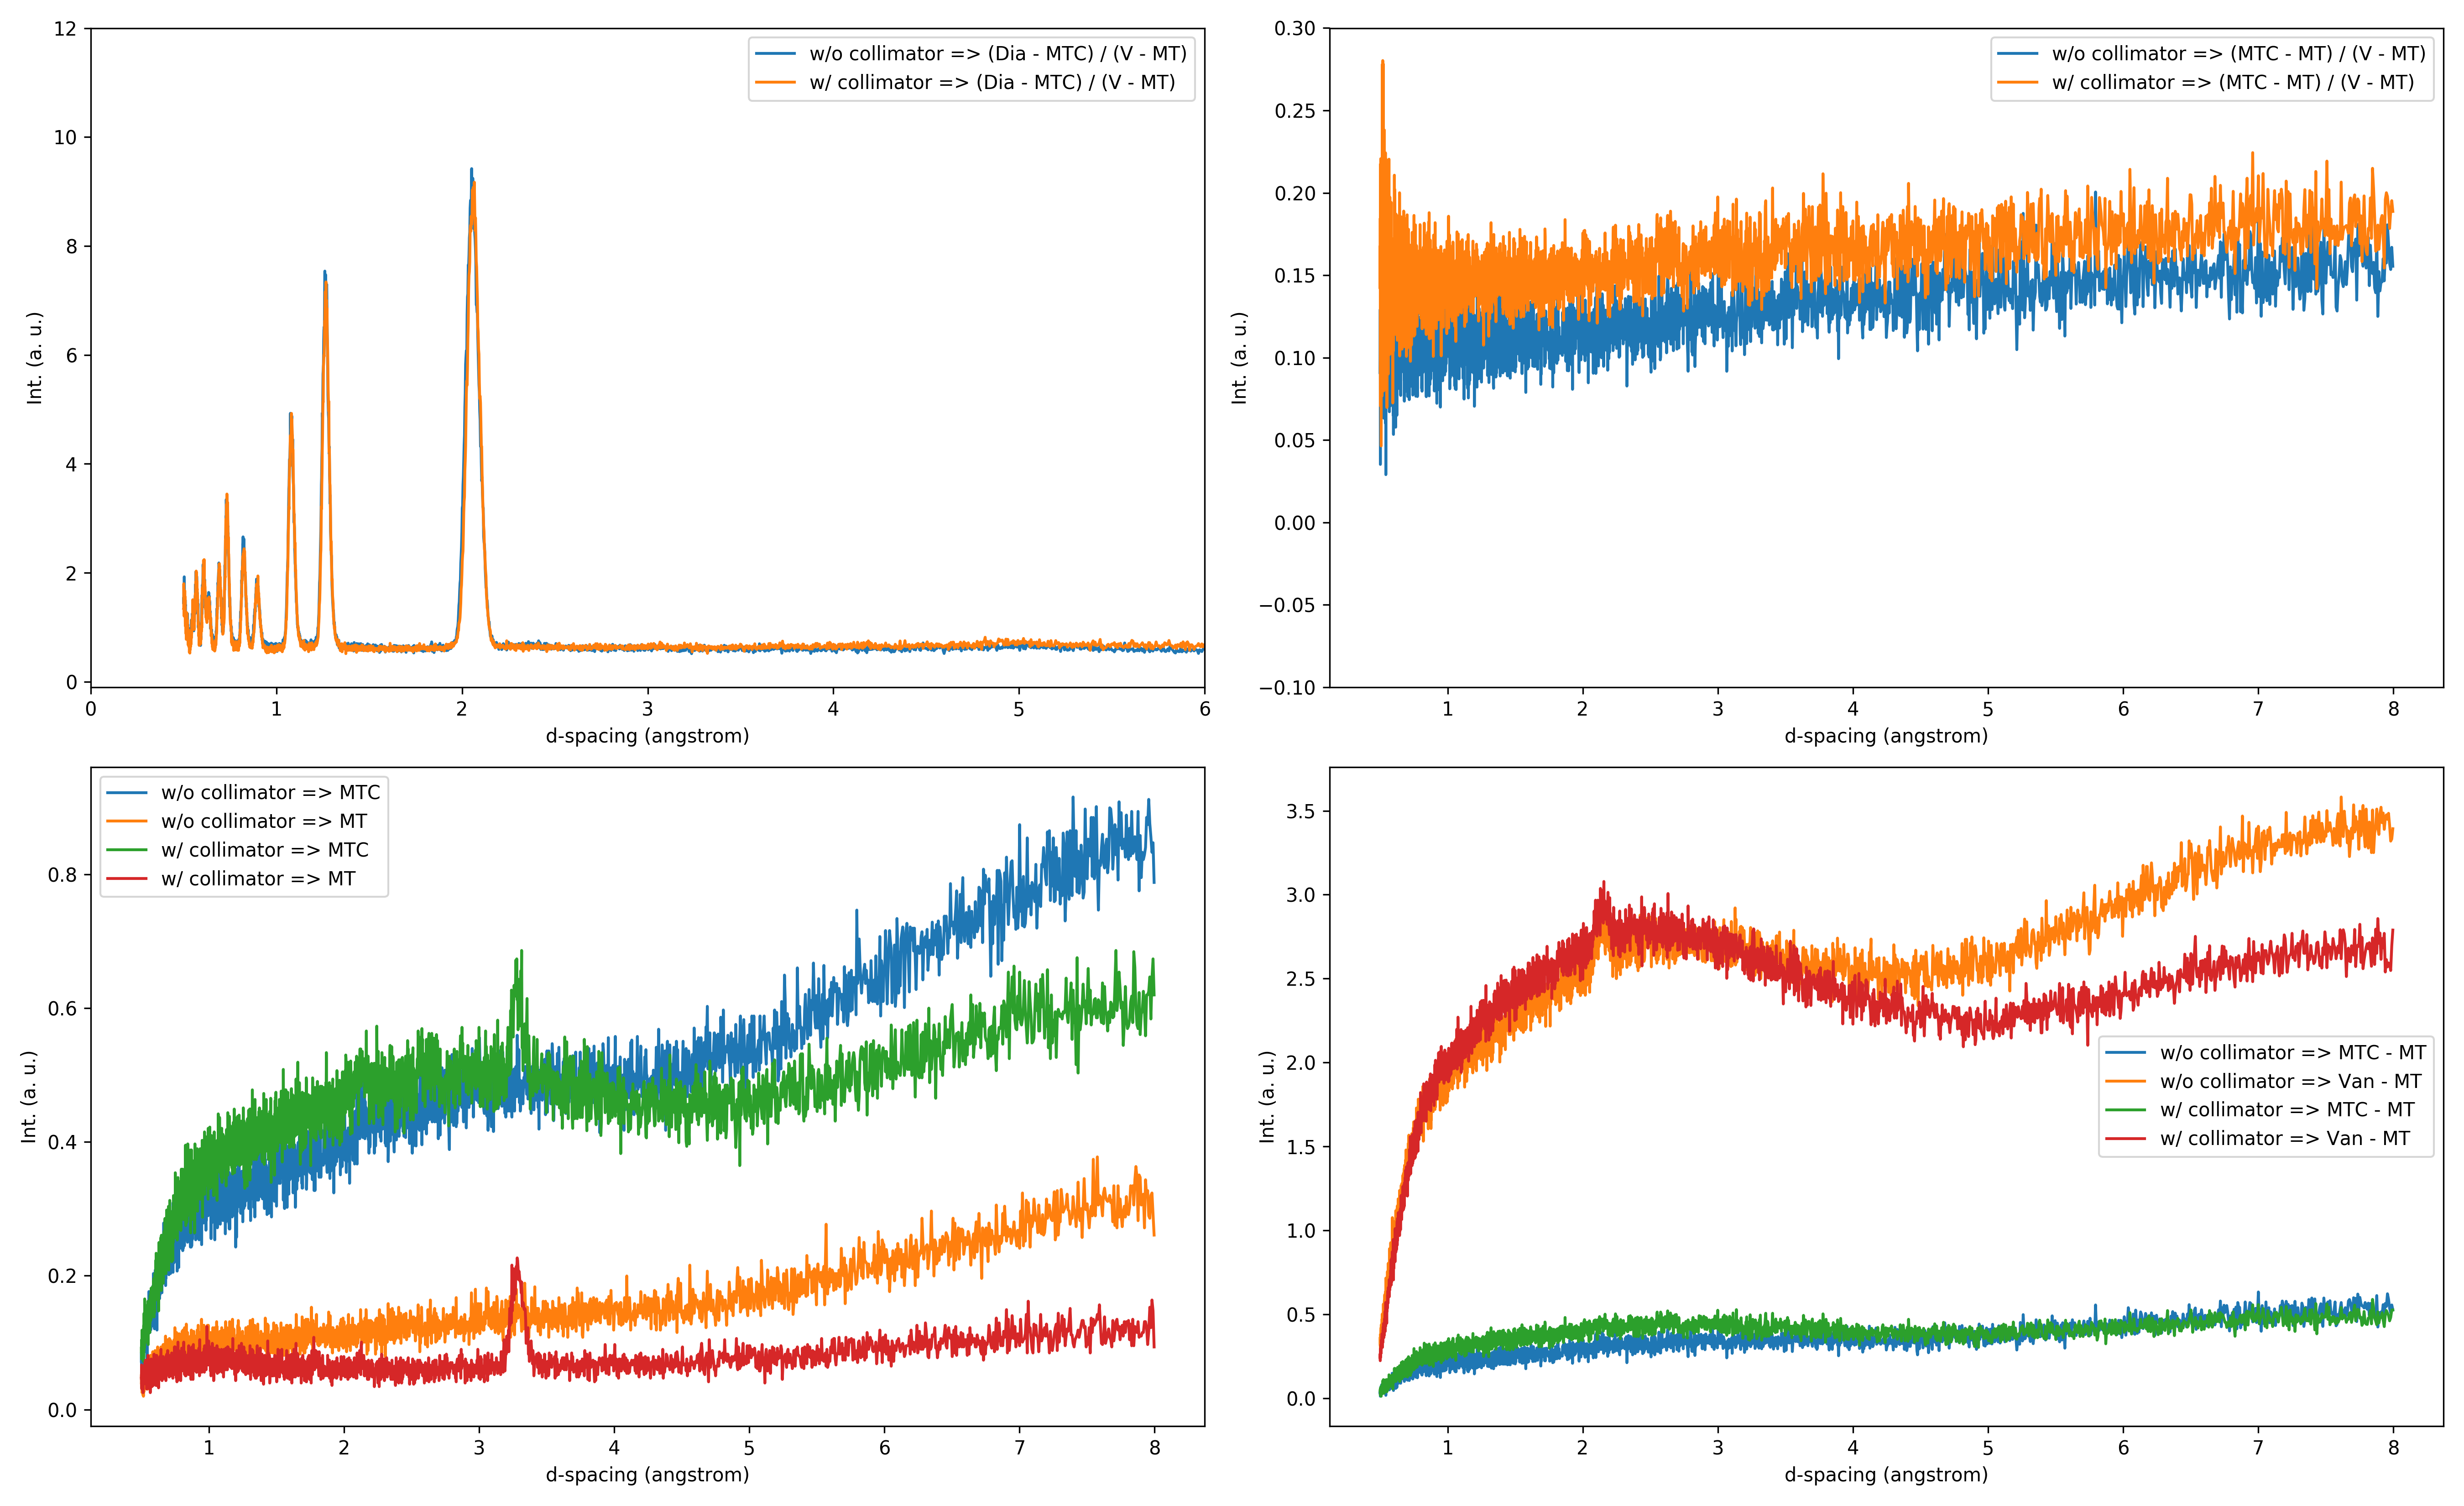 12
10
8
6
4
2
0
Int. (a. u.)
w/o collimator => (Dia - MTC) / (V - MT)
w/ collimator => (Dia - MTC) / (V - MT)
0 1 2 3 4 5 6
d-spacing (angstrom)
0.30
0.25
0.20
0.15
0.10
0.05
0.00
−0.05
−0.10
Int. (a. u.)
w/o collimator => (MTC - MT) / (V - MT)
w/ collimator => (MTC - MT) / (V - MT)
1 2 3 4 5 6 7 8
d-spacing (angstrom)
0.8
0.6
0.4
0.2
0.0
Int. (a. u.)
w/o collimator => MTC
w/o collimator => MT
w/ collimator => MTC
w/ collimator => MT
1 2 3 4 5 6 7 8
d-spacing (angstrom)
3.5
3.0
2.5
2.0
1.5
1.0
0.5
0.0
Int. (a. u.)
w/o collimator => MTC - MT
w/o collimator => Van - MT
w/ collimator => MTC - MT
w/ collimator => Van - MT
1 2 3 4 5 6 7 8
d-spacing (angstrom)